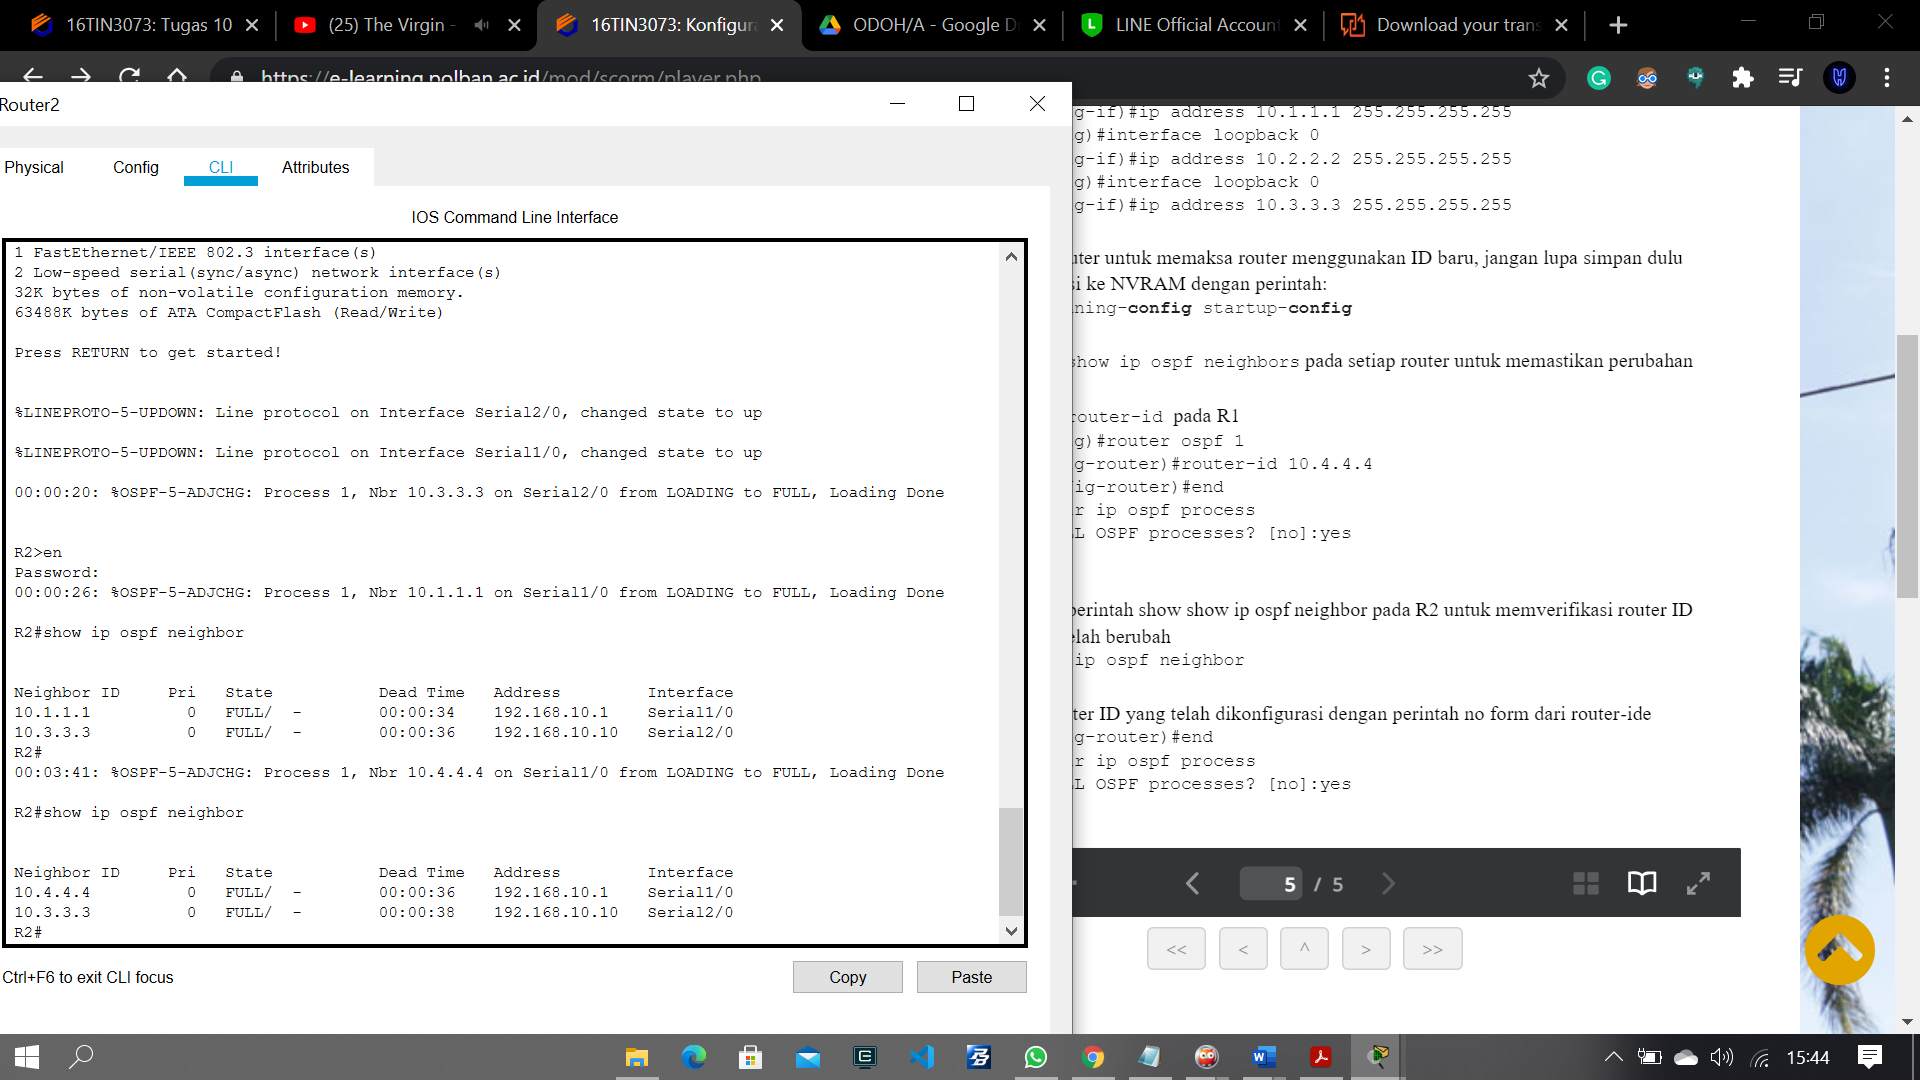 16TIN3073: Tugas 10
(25) The Virgin -
16TIN3073: Konfigura
ODOH/A - Google D
LINE Official Account
Download your trans
https://e-learning.polban.ac.id/mod/scorm/player.php
Router2
Physical Config CLI Attributes
IOS Command Line Interface
1 FastEthernet/IEEE 802.3 interface(s)
2 Low-speed serial(sync/async) network interface(s)
32K bytes of non-volatile configuration memory.
63488K bytes of ATA CompactFlash (Read/Write)
Press RETURN to get started!
%LINEPROTO-5-UPDOWN: Line protocol on Interface Serial2/0, changed state to up
%LINEPROTO-5-UPDOWN: Line protocol on Interface Serial1/0, changed state to up
00:00:20: %OSPF-5-ADJCHG: Process 1, Nbr 10.3.3.3 on Serial2/0 from LOADING to FULL, Loading Done
R2>en
Password:
00:00:26: %OSPF-5-ADJCHG: Process 1, Nbr 10.1.1.1 on Serial1/0 from LOADING to FULL, Loading Done
R2#show ip ospf neighbor
Neighbor ID Pri State Dead Time Address Interface
10.1.1.1 0 FULL/ - 00:00:34 192.168.10.1 Serial1/0
10.3.3.3 0 FULL/ - 00:00:36 192.168.10.10 Serial2/0
R2#
00:03:41: %OSPF-5-ADJCHG: Process 1, Nbr 10.4.4.4 on Serial1/0 from LOADING to FULL, Loading Done
R2#show ip ospf neighbor
Neighbor ID Pri State Dead Time Address Interface
10.4.4.4 0 FULL/ - 00:00:36 192.168.10.1 Serial1/0
10.3.3.3 0 FULL/ - 00:00:38 192.168.10.10 Serial2/0
R2#
Ctrl+F6 to exit CLI focus
Copy
Paste
g-if)#ip address 10.1.1.1 255.255.255.255
g)#interface loopback 0
g-if)#ip address 10.2.2.2 255.255.255.255
g)#interface loopback 0
g-if)#ip address 10.3.3.3 255.255.255.255
uter untuk memaksa router menggunakan ID baru, jangan lupa simpan dulu
si ke NVRAM dengan perintah:
ning-config startup-config
show ip ospf neighbors pada setiap router untuk memastikan perubahan
router-id pada R1
g)#router ospf 1
g-router)#router-id 10.4.4.4
ig-router)#end
r ip ospf process
L OSPF processes? [no]:yes
perintah show show ip ospf neighbor pada R2 untuk memverifikasi router ID
elah berubah
ip ospf neighbor
ter ID yang telah dikonfigurasi dengan perintah no form dari router-ide
g-router)#end
r ip ospf process
L OSPF processes? [no]:yes
5 / 5
<< < ^ > >>
15:44